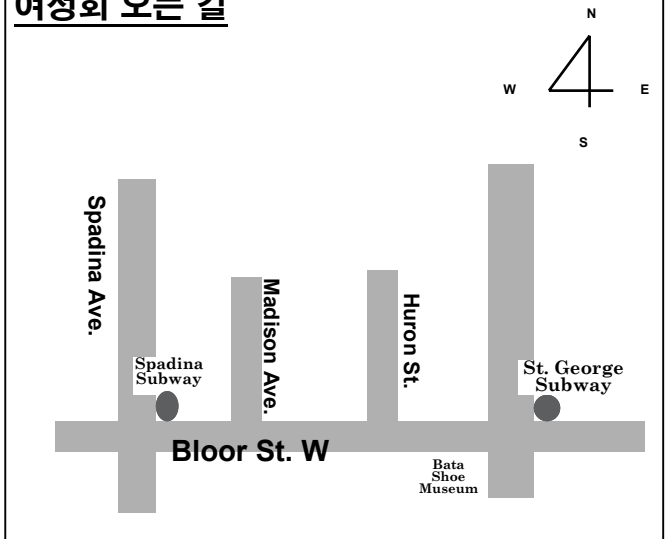 여성회 오는 길
N
W
E
S
Spadina Ave.
Madison Ave.
Huron St.
Spadina
Subway
St. George
Subway
Bloor St. W
Bata
Shoe
Museum